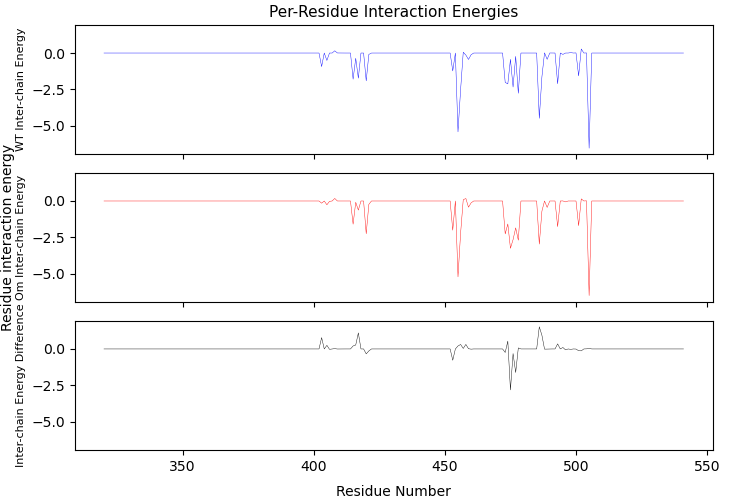 Per-Residue Interaction Energies
WT Inter-chain Energy
0.0
−2.5
−5.0
Residue interaction energy
Om Inter-chain Energy
0.0
−2.5
−5.0
Inter-chain Energy Difference
0.0
−2.5
−5.0
350
400
450
500
550
Residue Number